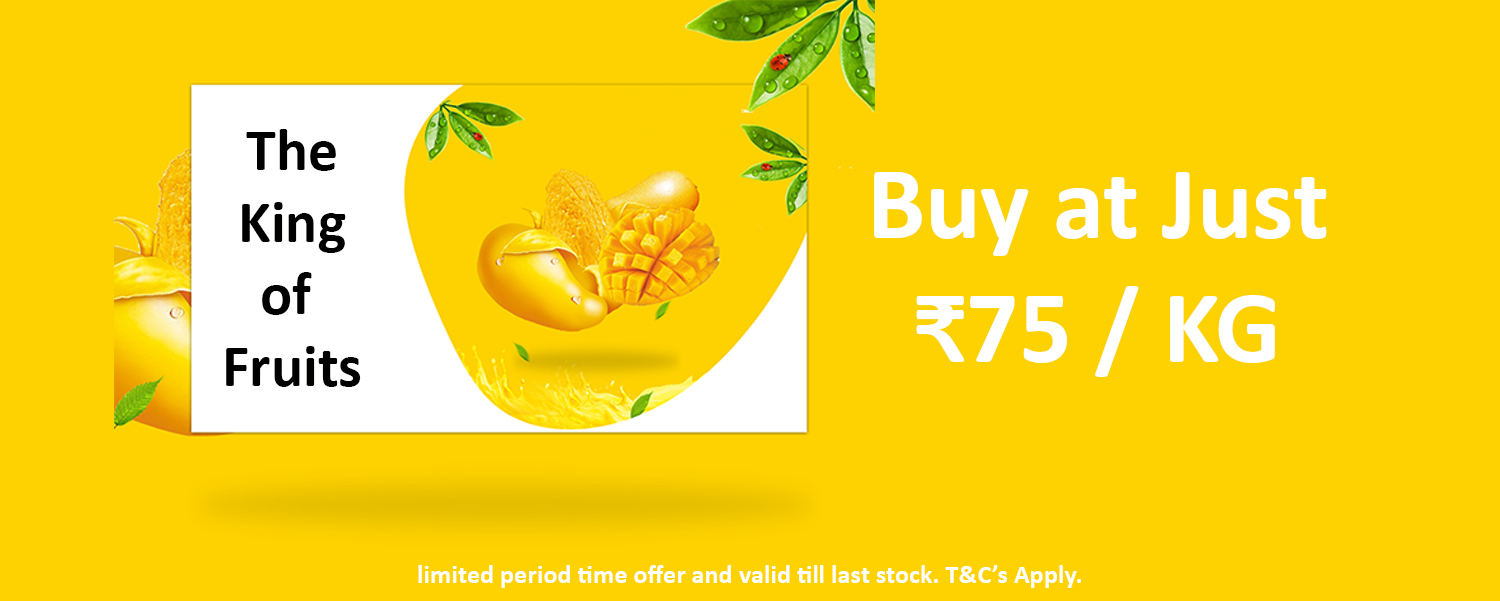 The
King
of
Fruits
Buy at Just
₹75 / KG
limited period time offer and valid till last stock. T&C’s Apply.